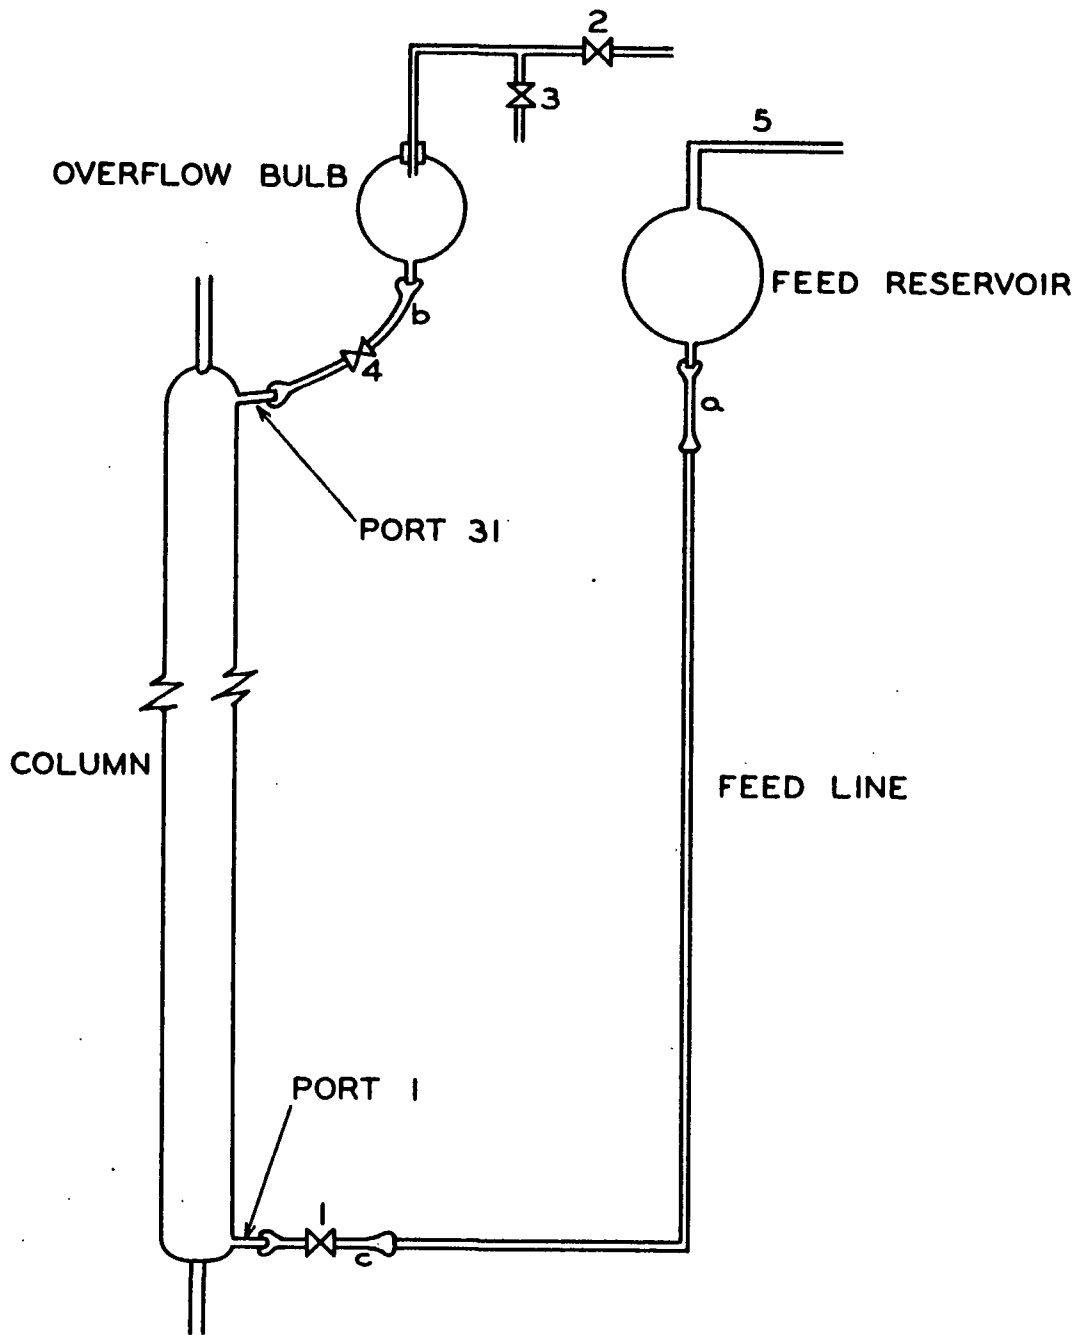 2
3
5
OVERFLOW BULB
FEED RESERVOIR
b
4
a
PORT 31
COLUMN
FEED LINE
PORT 1
1
c